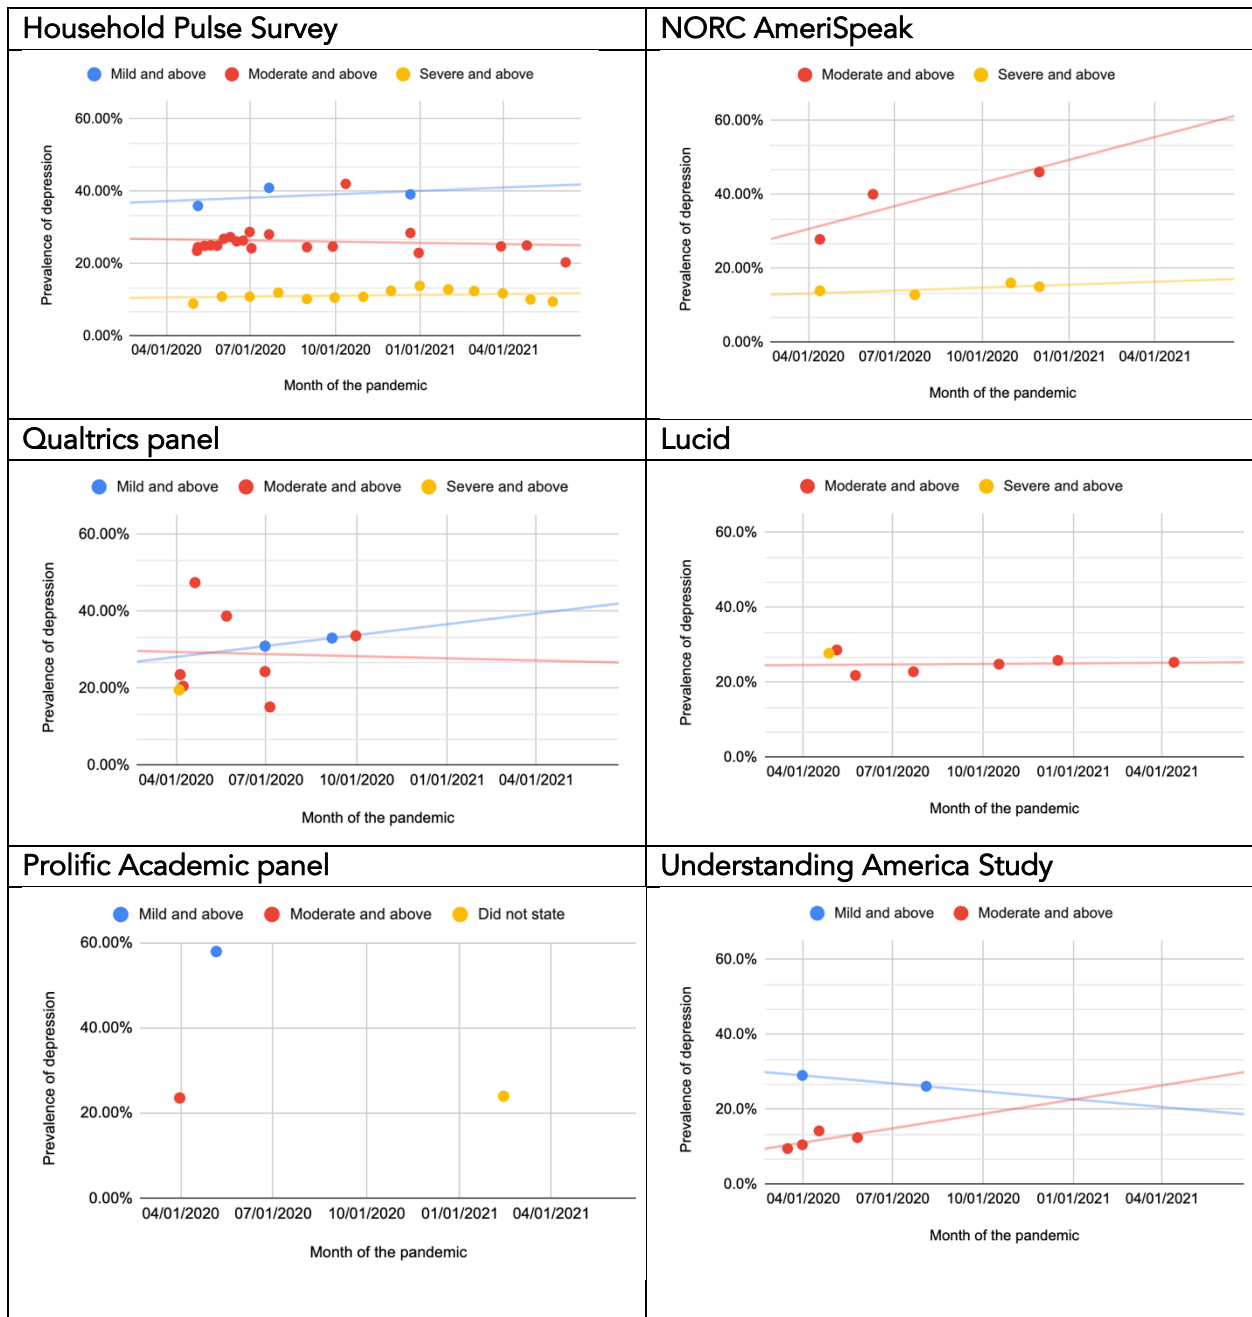 Household Pulse Survey
Mild and above Moderate and above Severe and above
60.00%
40.00%
20.00%
0.00%
Prevalence of depression
04/01/2020 07/01/2020 10/01/2020 01/01/2021 04/01/2021
Month of the pandemic
NORC AmeriSpeak
Moderate and above Severe and above
60.00%
40.00%
20.00%
0.00%
Prevalence of depression
04/01/2020 07/01/2020 10/01/2020 01/01/2021 04/01/2021
Month of the pandemic
Qualtrics panel
Mild and above Moderate and above Severe and above
60.00%
40.00%
20.00%
0.00%
Prevalence of depression
04/01/2020 07/01/2020 10/01/2020 01/01/2021 04/01/2021
Month of the pandemic
Lucid
Moderate and above Severe and above
60.0%
40.0%
20.0%
0.0%
Prevalence of depression
04/01/2020 07/01/2020 10/01/2020 01/01/2021 04/01/2021
Month of the pandemic
Prolific Academic panel
Mild and above Moderate and above Did not state
60.00%
40.00%
20.00%
0.00%
Prevalence of depression
04/01/2020 07/01/2020 10/01/2020 01/01/2021 04/01/2021
Month of the pandemic
Understanding America Study
Mild and above Moderate and above
60.0%
40.0%
20.0%
0.0%
Prevalence of depression
04/01/2020 07/01/2020 10/01/2020 01/01/2021 04/01/2021
Month of the pandemic